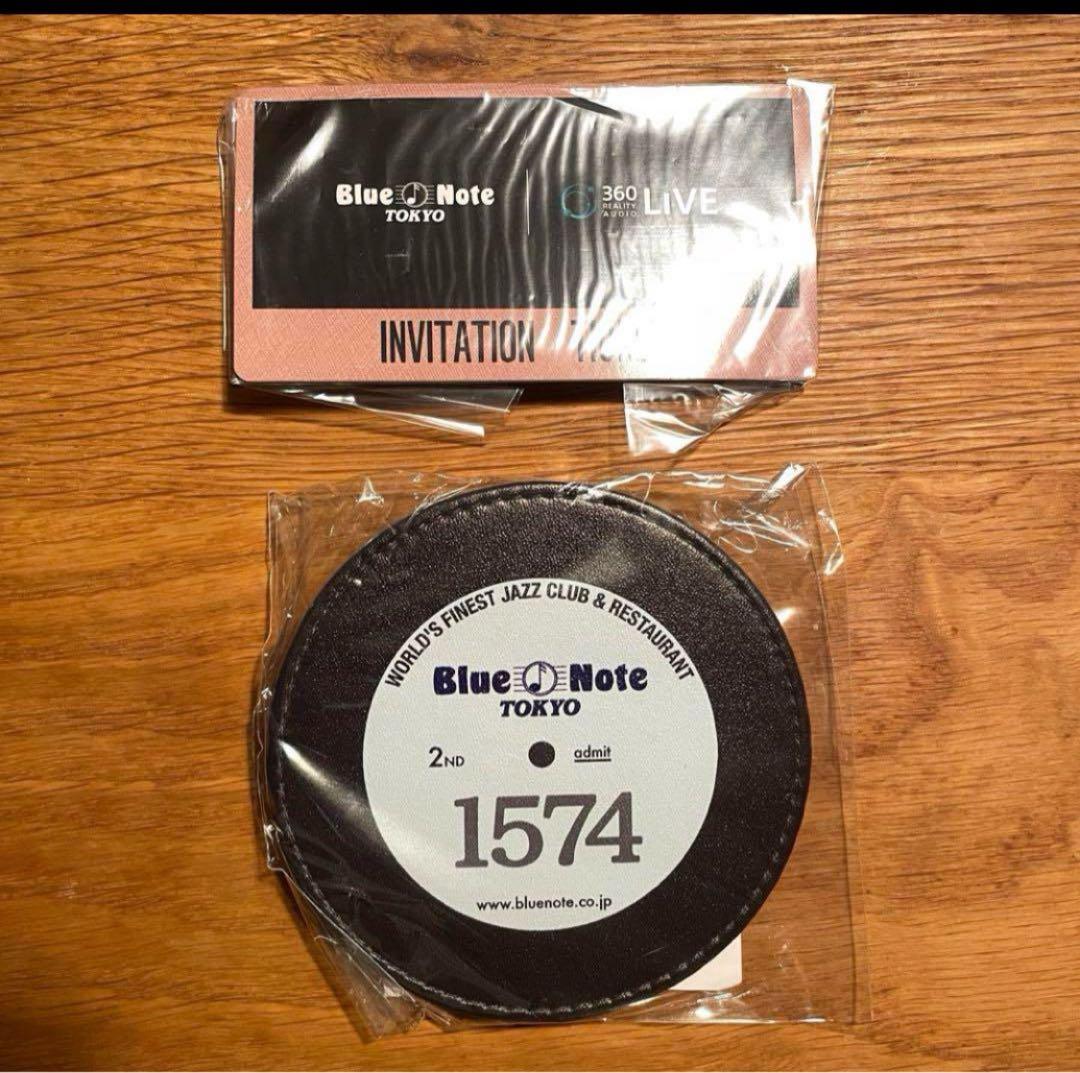 Blue Note
TOKYO
360
REALITY
AUDIO
LiVE
INVITATION
WORLD'S FINEST JAZZ CLUB & RESTAURANT
Blue Note
TOKYO
2ND
admit
1574
www.bluenote.co.jp